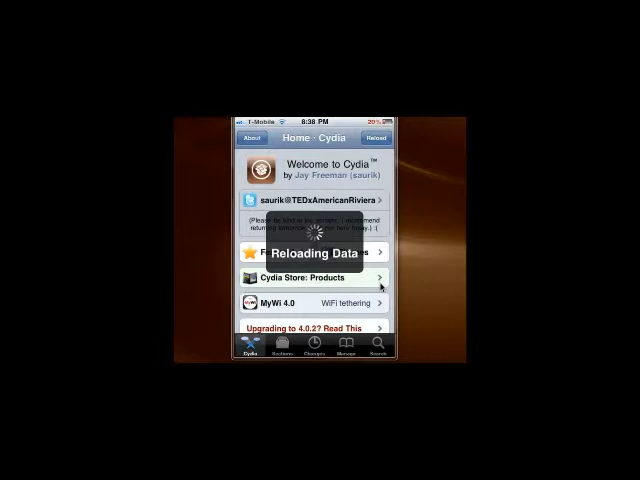 T-Mobile 8:38 PM 20%
About Home · Cydia Reload
Welcome to Cydia™
by Jay Freeman (saurik)
saurik@TEDxAmericanRiviera
Reloading Data
Cydia Store: Products
MyWi 4.0 WiFi tethering
Upgrading to 4.0.2? Read This
Cydia Sections Changes Manage Search